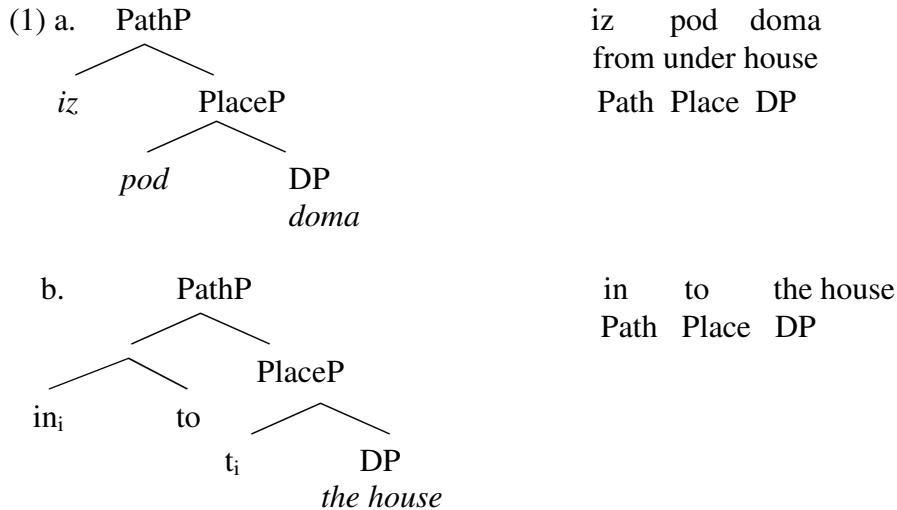 (1) a. PathP iz pod doma
from under house
iz PlaceP Path Place DP
pod DP
doma
b. PathP in to the house
Path Place DP
PlaceP
inᵢ to
tᵢ DP
the house